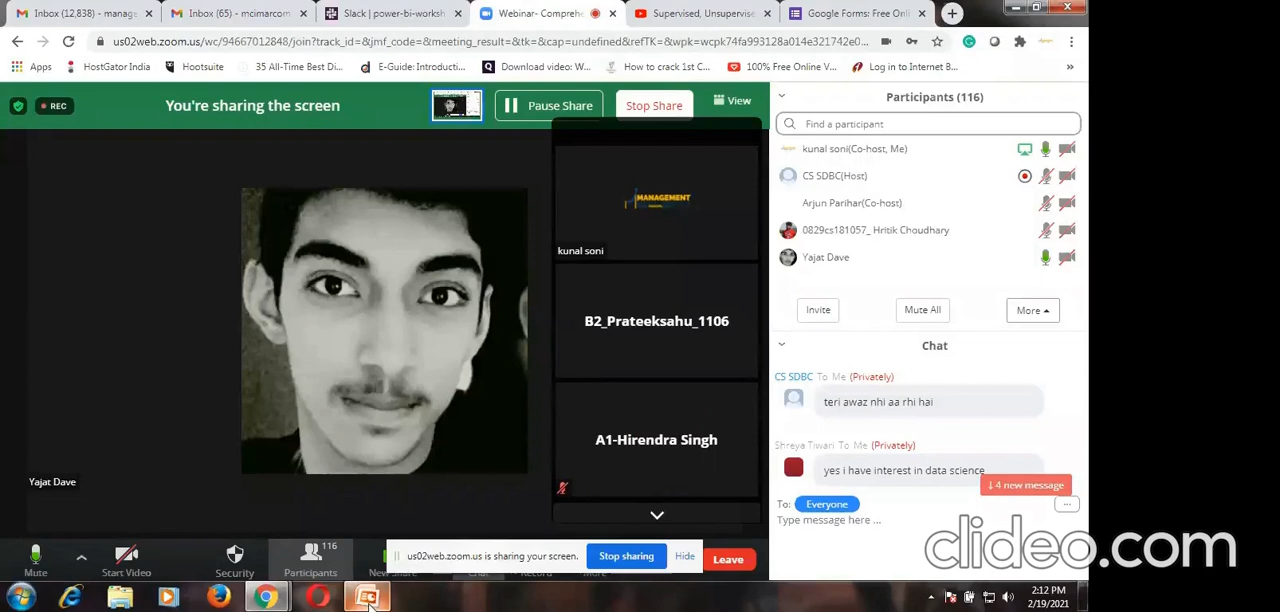 Inbox (12,838) - manage
Inbox (65) - mcimarcom
Slack | power-bi-worksh
Webinar- Comprehe
Supervised, Unsupervise
Google Forms: Free Onli
us02web.zoom.us/wc/94667012848/join?track_id=&jmf_code=&meeting_result=&tk=&cap=undefined&refTK=&wpk=wcpk74fa993128a014e321742e0...
Apps
HostGator India
Hootsuite
35 All-Time Best Di...
E-Guide: Introducti...
Download video: W...
How to crack 1st C...
100% Free Online V...
Log in to Internet B...
REC
You're sharing the screen
Pause Share
Stop Share
View
MANAGEMENT
kunal soni
B2_Prateeksahu_1106
A1-Hirendra Singh
Yajat Dave
Participants (116)
Find a participant
kunal soni(Co-host, Me)
CS SDBC(Host)
Arjun Parihar(Co-host)
0829cs181057_ Hritik Choudhary
Yajat Dave
Invite
Mute All
More
Chat
CS SDBC To Me (Privately)
teri awaz nhi aa rhi hai
Shreya Tiwari To Me (Privately)
yes i have interest in data science
4 new message
To: Everyone
Type message here ...
Mute
Start Video
Security
116
Participants
us02web.zoom.us is sharing your screen.
Stop sharing
Hide
Leave
clideo.com
2:12 PM
2/19/2021